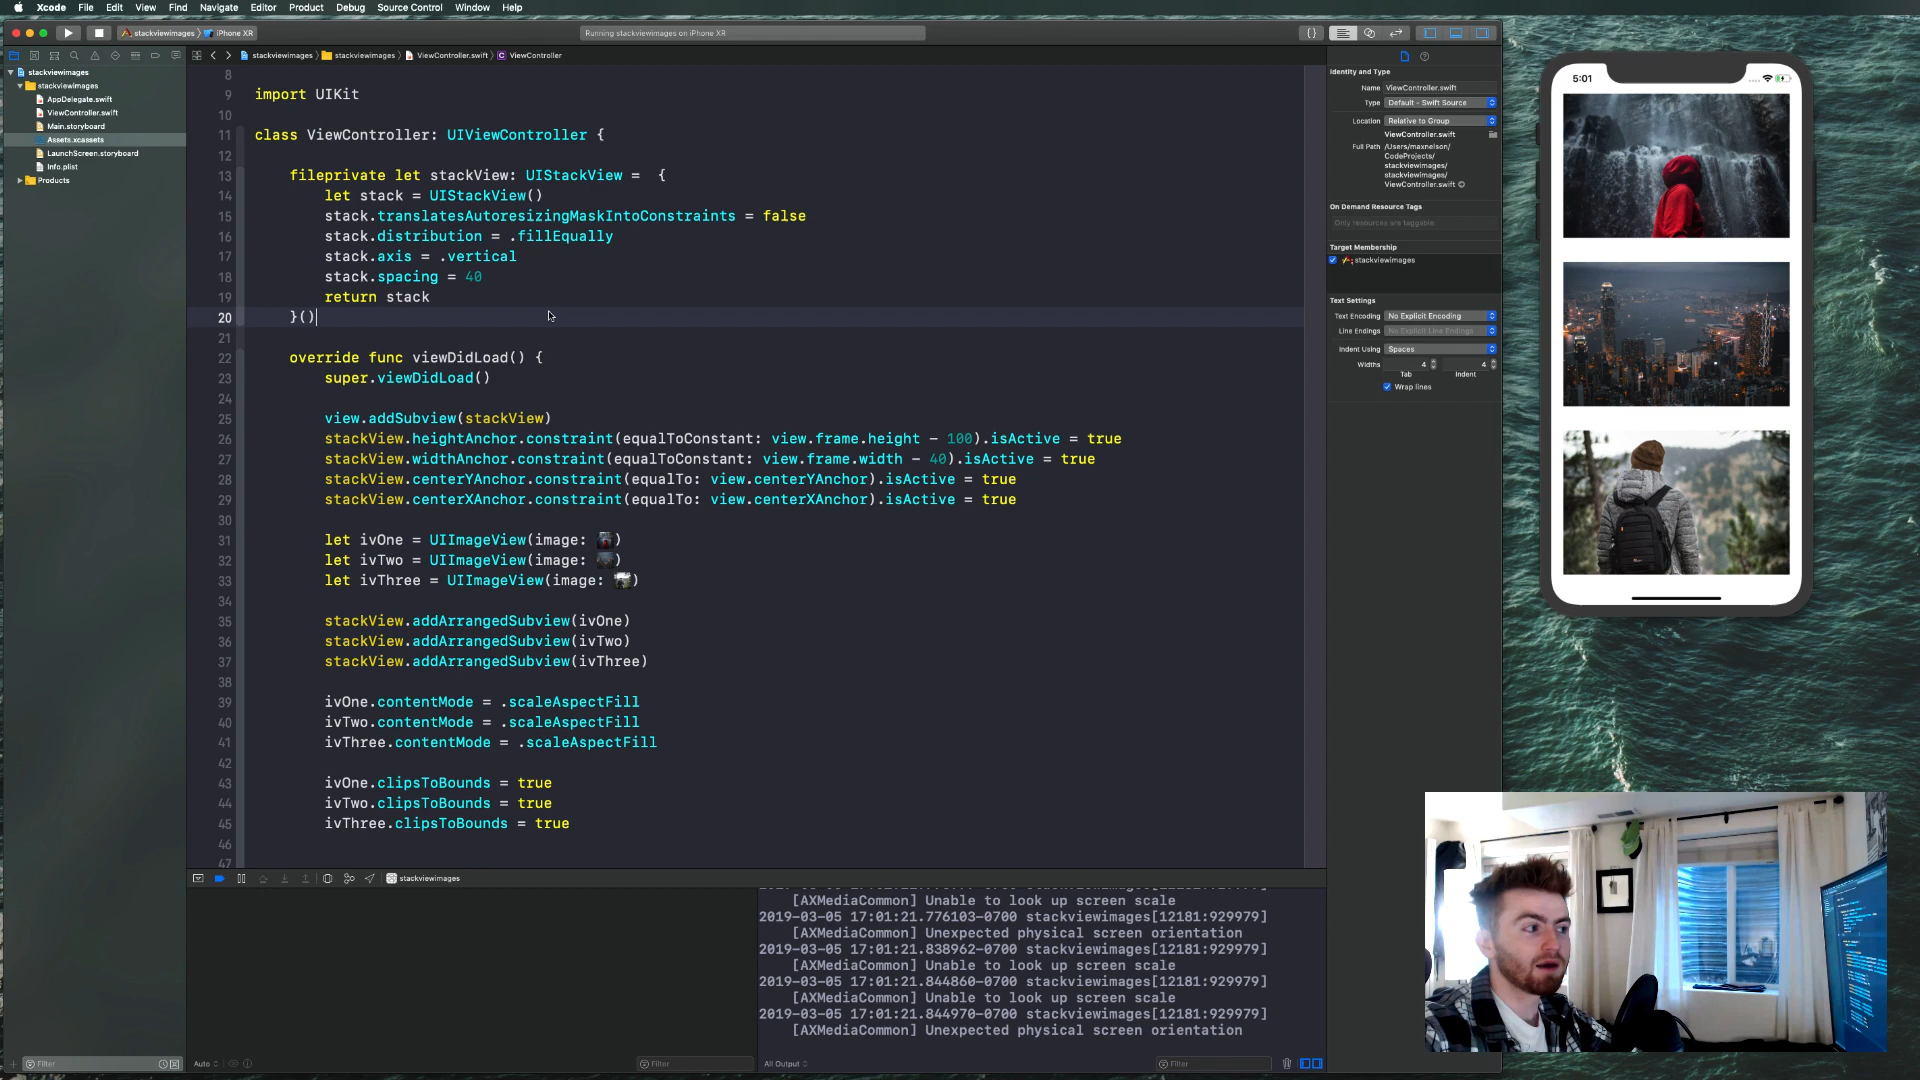 Xcode File Edit View Find Navigate Editor Product Debug Source Control Window Help
stackviewimages iPhone XR
Running stackviewimages on iPhone XR
stackviewimages stackviewimages ViewController.swift ViewController
stackviewimages
stackviewimages
AppDelegate.swift
ViewController.swift
Main.storyboard
Assets.xcassets
LaunchScreen.storyboard
Info.plist
Products
8
9 import UIKit
10
11 class ViewController: UIViewController {
12
13 fileprivate let stackView: UIStackView = {
14 let stack = UIStackView()
15 stack.translatesAutoresizingMaskIntoConstraints = false
16 stack.distribution = .fillEqually
17 stack.axis = .vertical
18 stack.spacing = 40
19 return stack
20 }()
21
22 override func viewDidLoad() {
23 super.viewDidLoad()
24
25 view.addSubview(stackView)
26 stackView.heightAnchor.constraint(equalToConstant: view.frame.height - 100).isActive = true
27 stackView.widthAnchor.constraint(equalToConstant: view.frame.width - 40).isActive = true
28 stackView.centerYAnchor.constraint(equalTo: view.centerYAnchor).isActive = true
29 stackView.centerXAnchor.constraint(equalTo: view.centerXAnchor).isActive = true
30
31 let ivOne = UIImageView(image: )
32 let ivTwo = UIImageView(image: )
33 let ivThree = UIImageView(image: )
34
35 stackView.addArrangedSubview(ivOne)
36 stackView.addArrangedSubview(ivTwo)
37 stackView.addArrangedSubview(ivThree)
38
39 ivOne.contentMode = .scaleAspectFill
40 ivTwo.contentMode = .scaleAspectFill
41 ivThree.contentMode = .scaleAspectFill
42
43 ivOne.clipsToBounds = true
44 ivTwo.clipsToBounds = true
45 ivThree.clipsToBounds = true
46
47
Identity and Type
Name ViewController.swift
Type Default - Swift Source
Location Relative to Group
ViewController.swift
Full Path /Users/maxnelson/
CodeProjects/
stackviewimages/
stackviewimages/
ViewController.swift
On Demand Resource Tags
Only resources are taggable
Target Membership
stackviewimages
Text Settings
Text Encoding No Explicit Encoding
Line Endings No Explicit Line Endings
Indent Using Spaces
Widths 4 4
Tab Indent
Wrap lines
5:01
stackviewimages
[AXMediaCommon] Unable to look up screen scale
2019-03-05 17:01:21.776103-0700 stackviewimages[12181:929979]
[AXMediaCommon] Unexpected physical screen orientation
2019-03-05 17:01:21.838962-0700 stackviewimages[12181:929979]
[AXMediaCommon] Unable to look up screen scale
2019-03-05 17:01:21.844860-0700 stackviewimages[12181:929979]
[AXMediaCommon] Unable to look up screen scale
2019-03-05 17:01:21.844970-0700 stackviewimages[12181:929979]
[AXMediaCommon] Unexpected physical screen orientation
Filter
Auto
Filter
All Output
Filter